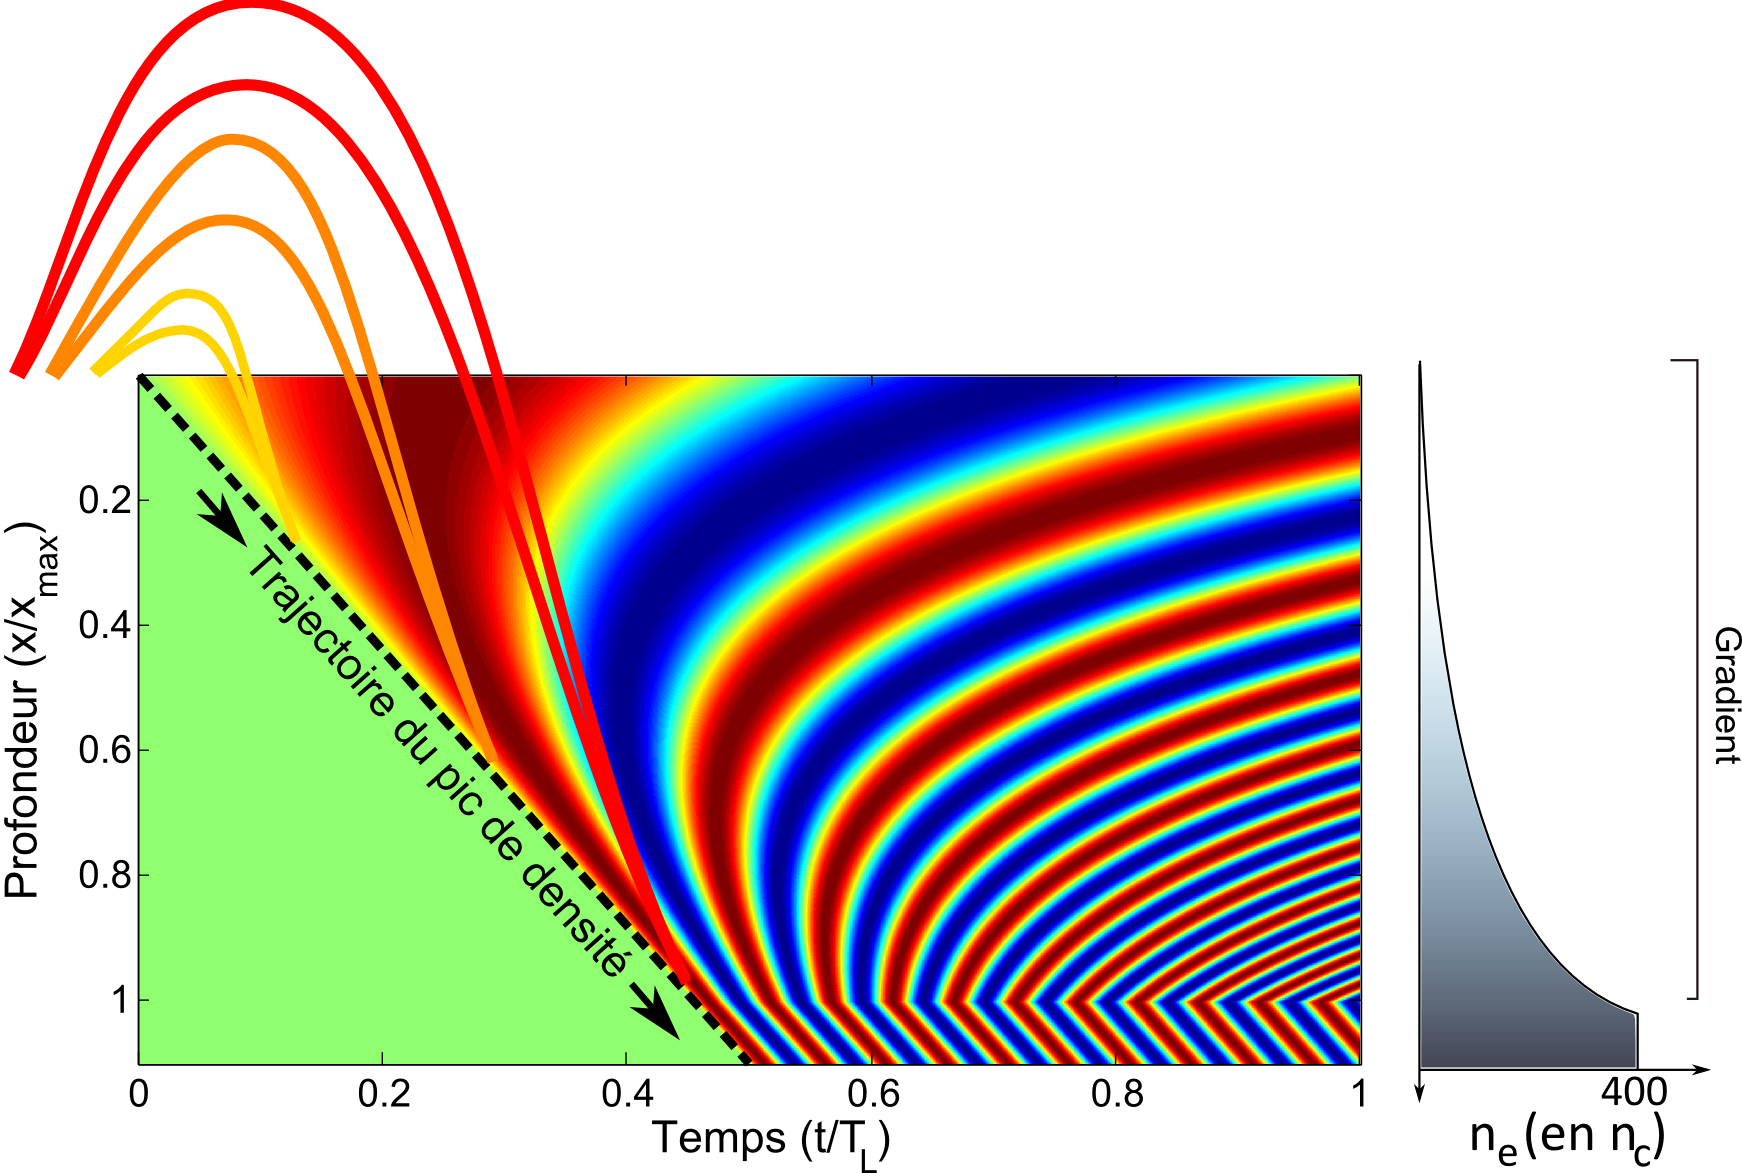 0.2
0.4
0.6
0.8
1
Profondeur (x/x_max)
Trajectoire du pic de densité
0
0.2
0.4
0.6
0.8
1
Temps (t/T_L)
Gradient
400
n_e (en n_c)